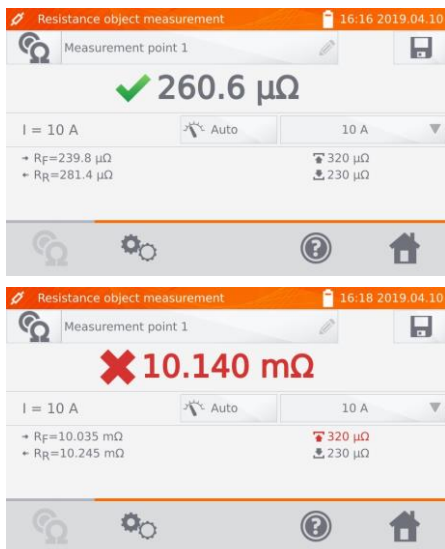 Resistance object measurement 16:16 2019.04.10
Measurement point 1
260.6 µΩ
I = 10 A Auto 10 A
RF=239.8 µΩ 320 µΩ
RR=281.4 µΩ 230 µΩ
Resistance object measurement 16:18 2019.04.10
Measurement point 1
10.140 mΩ
I = 10 A Auto 10 A
RF=10.035 mΩ 320 µΩ
RR=10.245 mΩ 230 µΩ